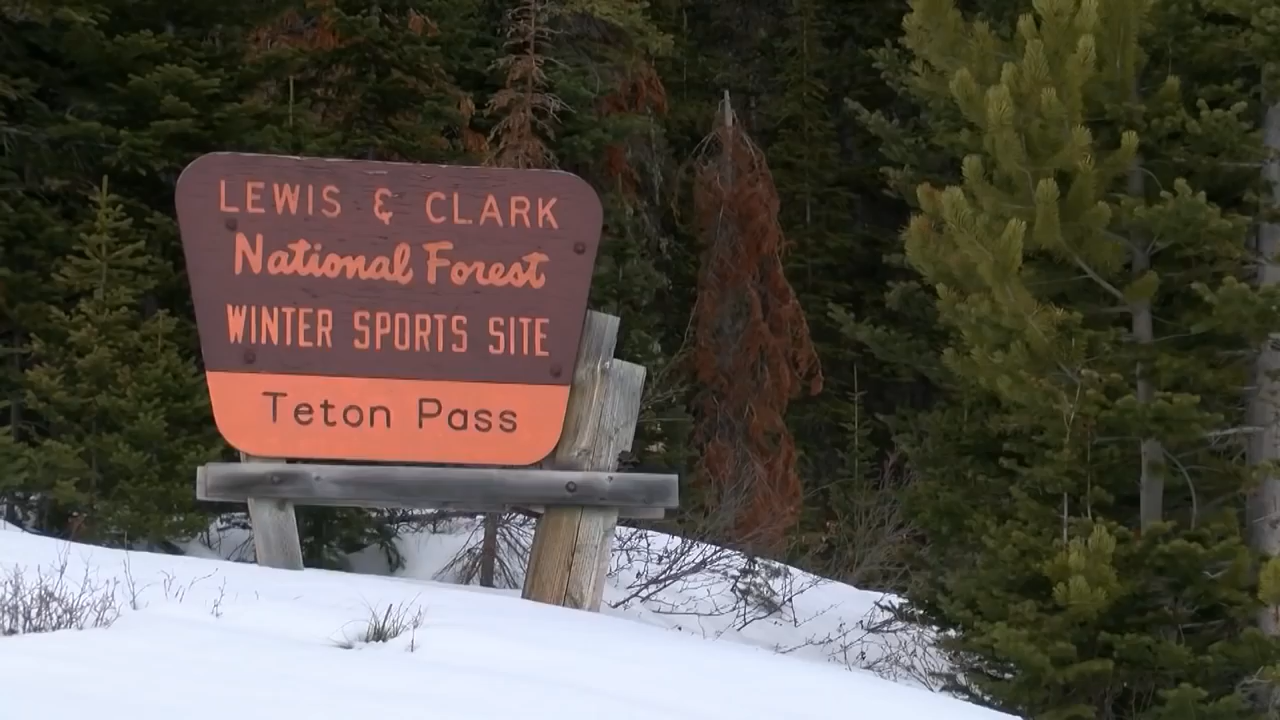 LEWIS & CLARK
National Forest
WINTER SPORTS SITE
Teton Pass